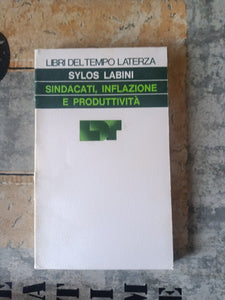 LIBRI DEL TEMPO LATERZA
SYLOS LABINI
SINDACATI, INFLAZIONE
E PRODUTTIVITÀ